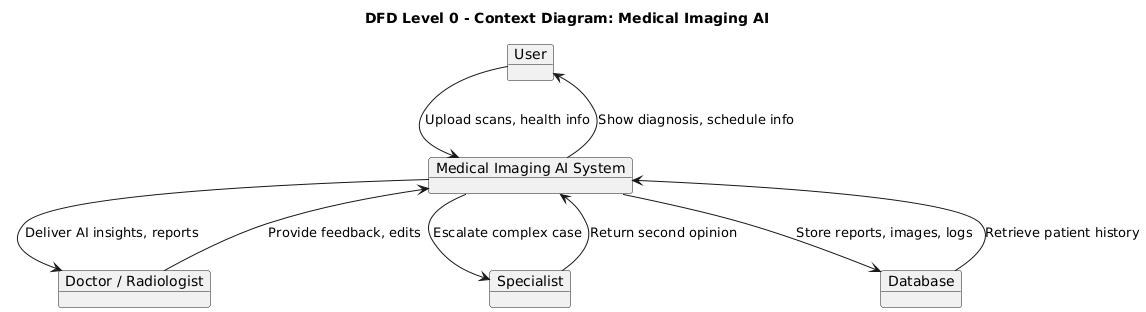 DFD Level 0 - Context Diagram: Medical Imaging AI
User
Upload scans, health info
Show diagnosis, schedule info
Medical Imaging AI System
Deliver AI insights, reports
Provide feedback, edits
Escalate complex case
Return second opinion
Store reports, images, logs
Retrieve patient history
Doctor / Radiologist
Specialist
Database